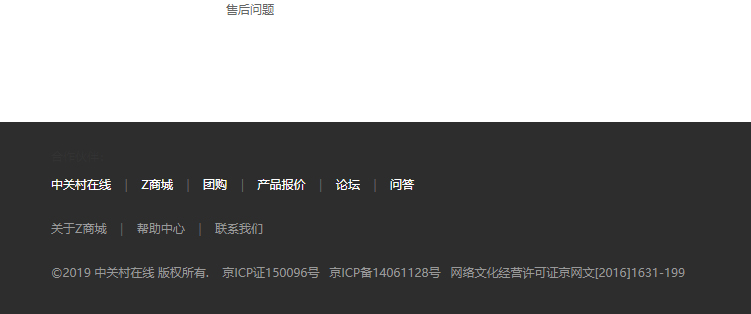 售后问题
中关村在线 | Z商城 | 团购 | 产品报价 | 论坛 | 问答
关于Z商城 | 帮助中心 | 联系我们
©2019 中关村在线 版权所有. 京ICP证150096号 京ICP备14061128号 网络文化经营许可证京网文[2016]1631-199